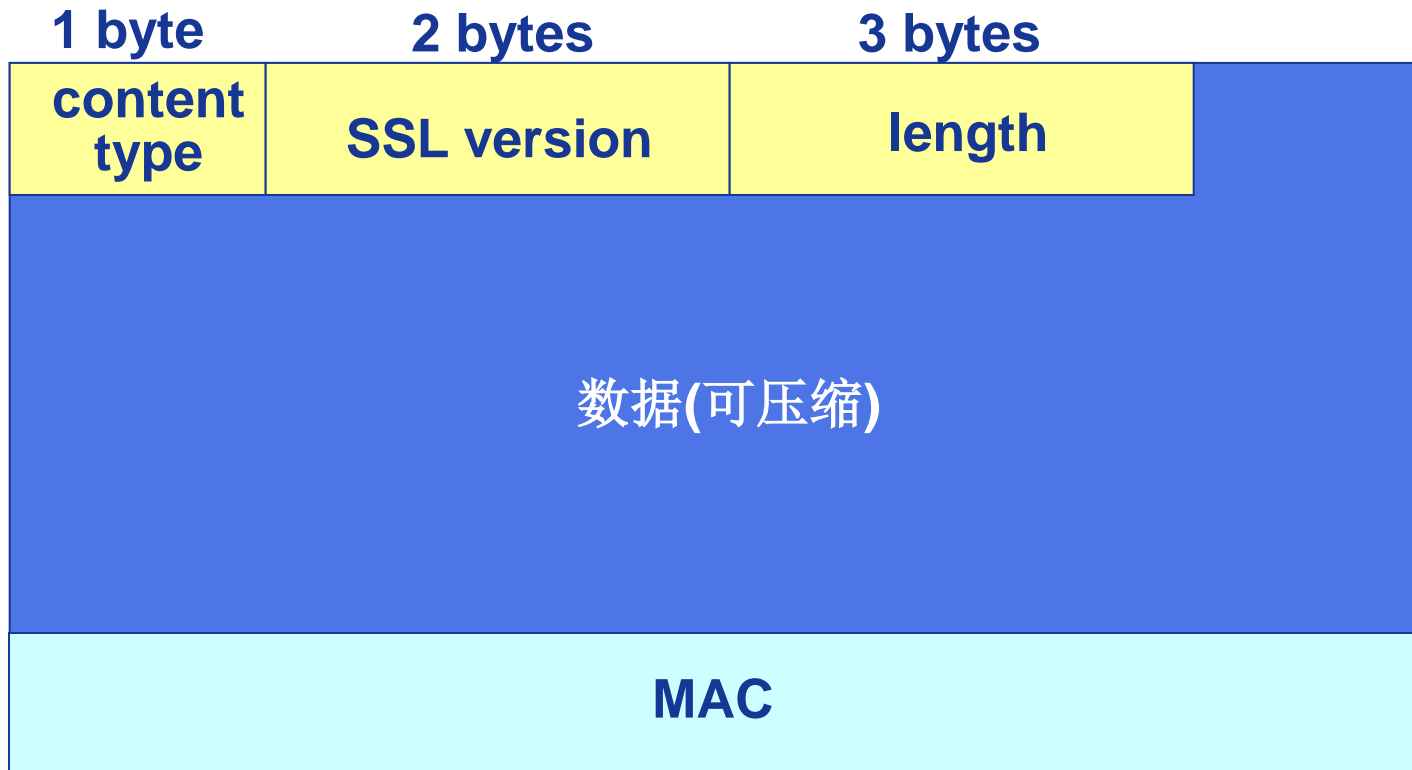 1 byte
2 bytes
3 bytes
content
type
SSL version
length
数据(可压缩)
MAC